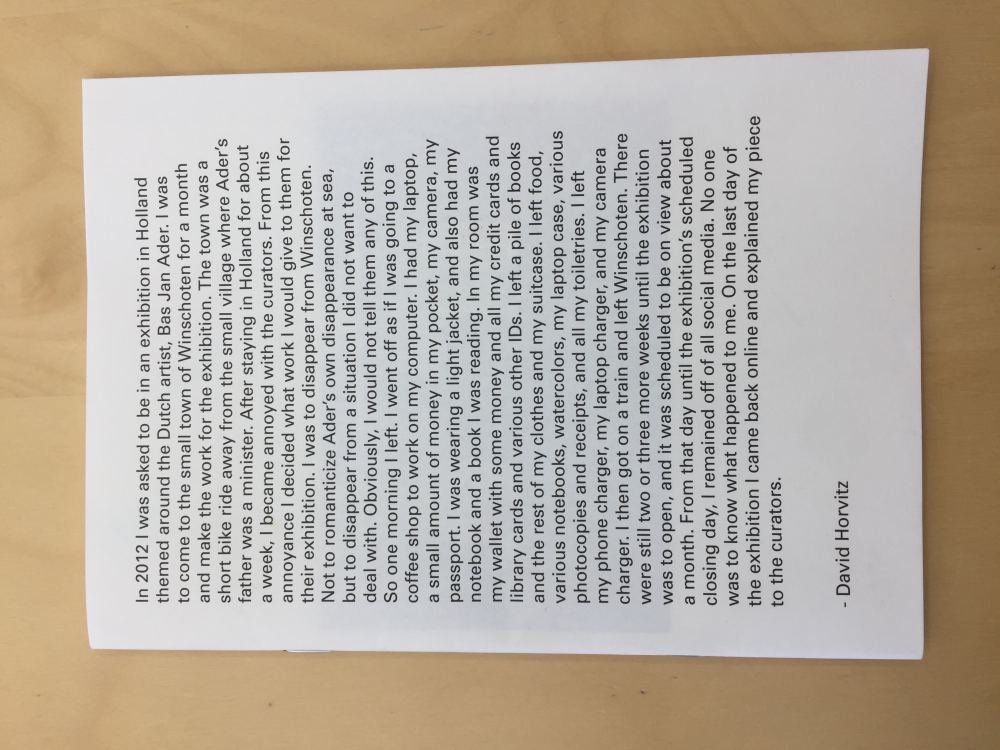 In 2012 I was asked to be in an exhibition in Holland
themed around the Dutch artist, Bas Jan Ader. I was
to come to the small town of Winschoten for a month
and make the work for the exhibition. The town was a
short bike ride away from the small village where Ader's
father was a minister. After staying in Holland for about
a week, I became annoyed with the curators. From this
annoyance I decided what work I would give to them for
their exhibition. I was to disappear from Winschoten.
Not to romanticize Ader's own disappearance at sea,
but to disappear from a situation I did not want to
deal with. Obviously, I would not tell them any of this.
So one morning I left. I went off as if I was going to a
coffee shop to work on my computer. I had my laptop,
a small amount of money in my pocket, my camera, my
passport. I was wearing a light jacket, and also had my
notebook and a book I was reading. In my room was
my wallet with some money and all my credit cards and
library cards and various other IDs. I left a pile of books
and the rest of my clothes and my suitcase. I left food,
various notebooks, watercolors, my laptop case, various
photocopies and receipts, and all my toiletries. I left
my phone charger, my laptop charger, and my camera
charger. I then got on a train and left Winschoten. There
were still two or three more weeks until the exhibition
was to open, and it was scheduled to be on view about
a month. From that day until the exhibition's scheduled
closing day, I remained off of all social media. No one
was to know what happened to me. On the last day of
the exhibition I came back online and explained my piece
to the curators.
- David Horvitz